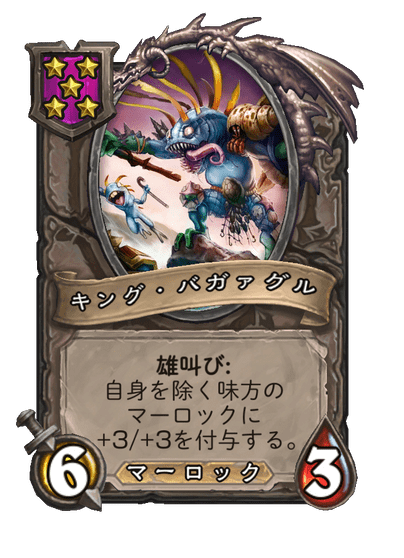 キング・バガァグル
雄叫び:
自身を除く味方の
マーロックに
+3/+3を付与する。
6
マーロック
3